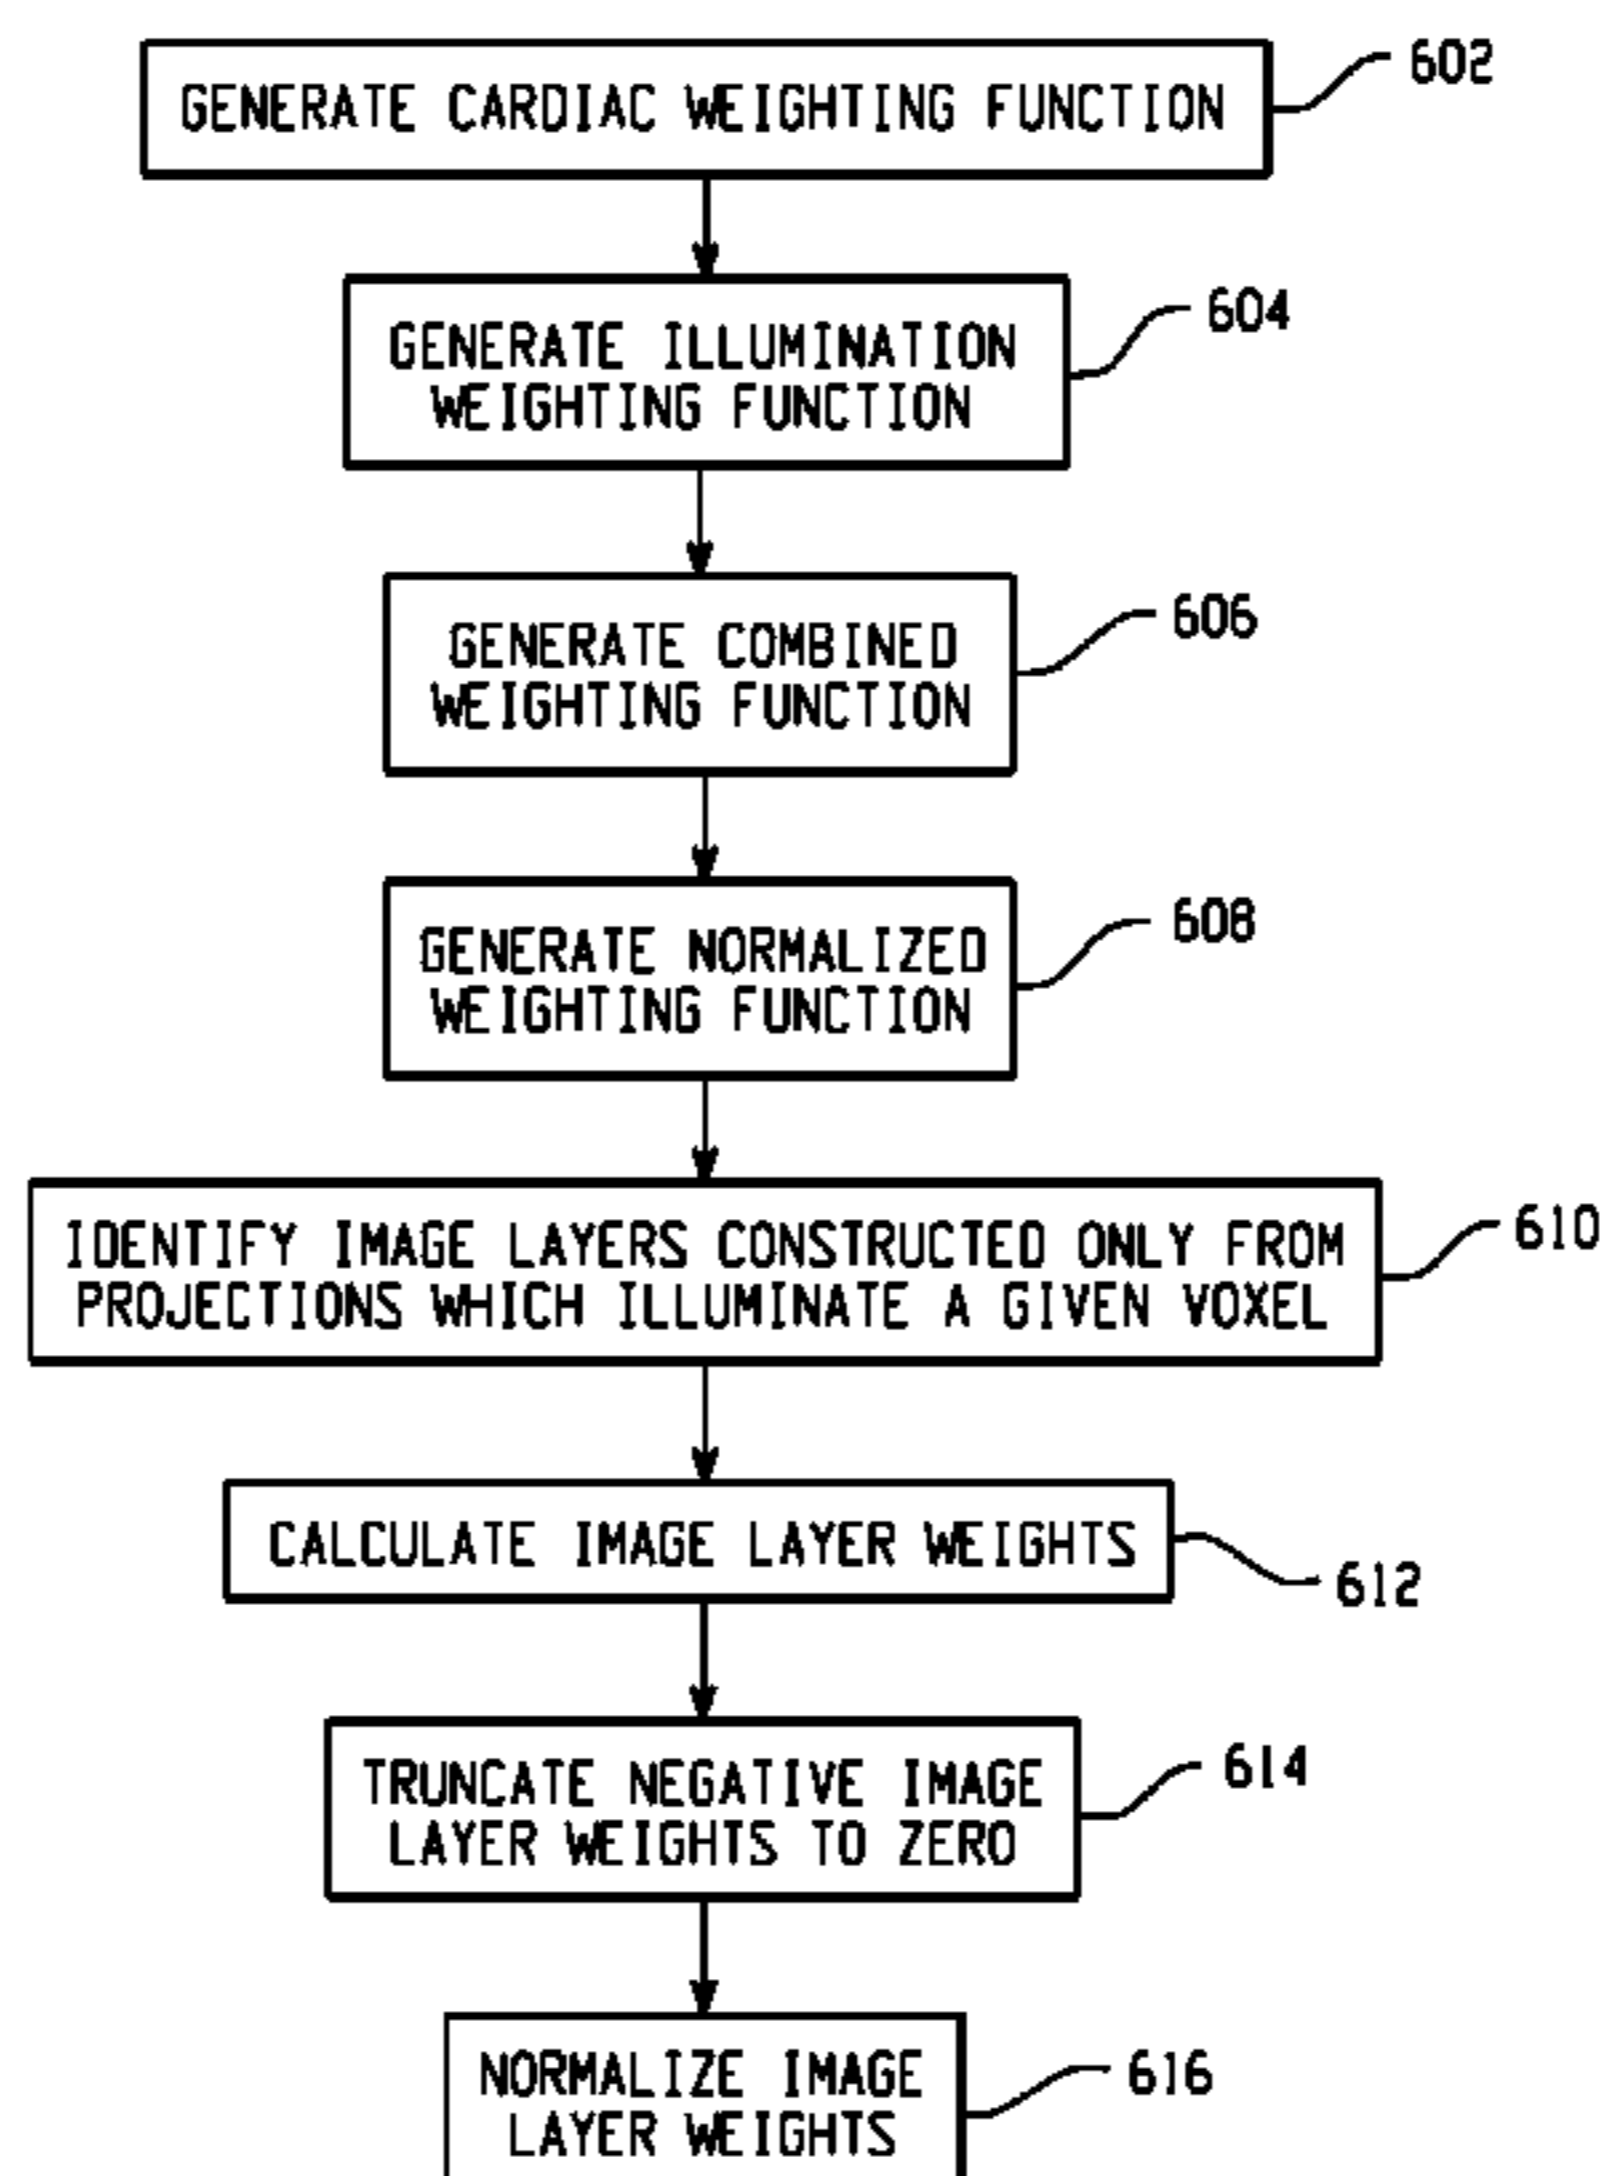 GENERATE CARDIAC WEIGHTING FUNCTION
602
GENERATE ILLUMINATION
WEIGHTING FUNCTION
604
GENERATE COMBINED
WEIGHTING FUNCTION
606
GENERATE NORMALIZED
WEIGHTING FUNCTION
608
IDENTIFY IMAGE LAYERS CONSTRUCTED ONLY FROM
PROJECTIONS WHICH ILLUMINATE A GIVEN VOXEL
610
CALCULATE IMAGE LAYER WEIGHTS
612
TRUNCATE NEGATIVE IMAGE
LAYER WEIGHTS TO ZERO
614
NORMALIZE IMAGE
LAYER WEIGHTS
616